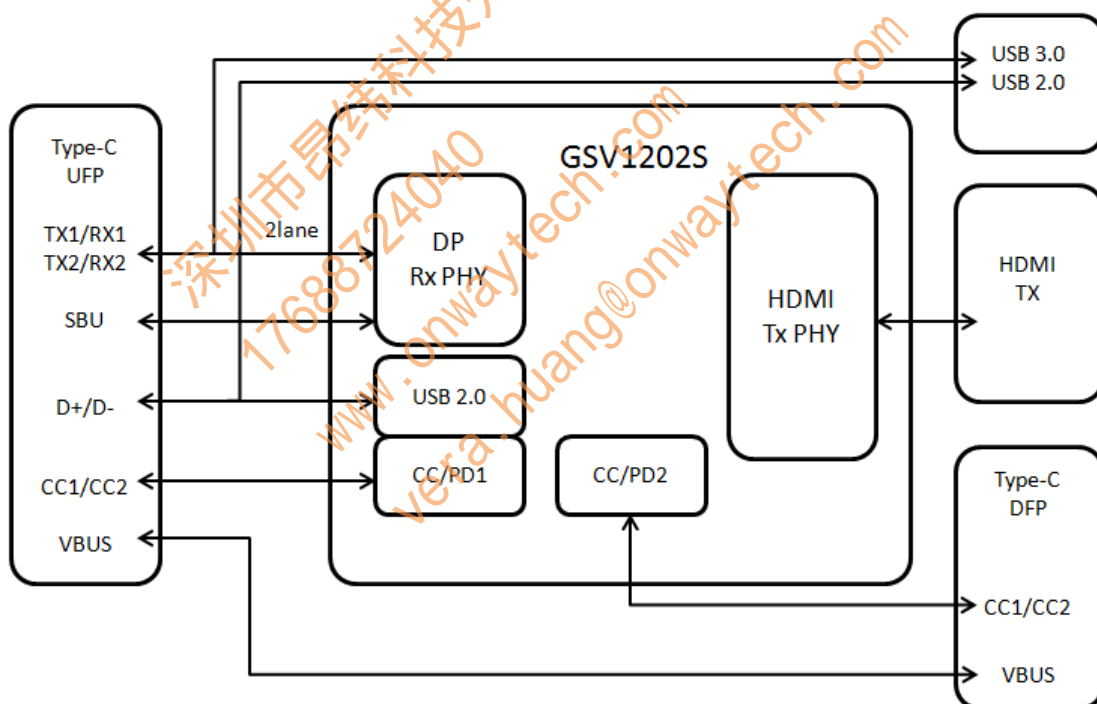 USB 3.0
USB 2.0
Type-C
UFP
TX1/RX1
TX2/RX2
SBU
D+/D-
CC1/CC2
VBUS
2lane
GSV1202S
DP
Rx PHY
USB 2.0
CC/PD1
CC/PD2
HDMI
Tx PHY
HDMI
TX
Type-C
DFP
CC1/CC2
VBUS
深圳市昂纬科技
17688724040
www.onwaytech.com
vera.huang@onwaytech.com